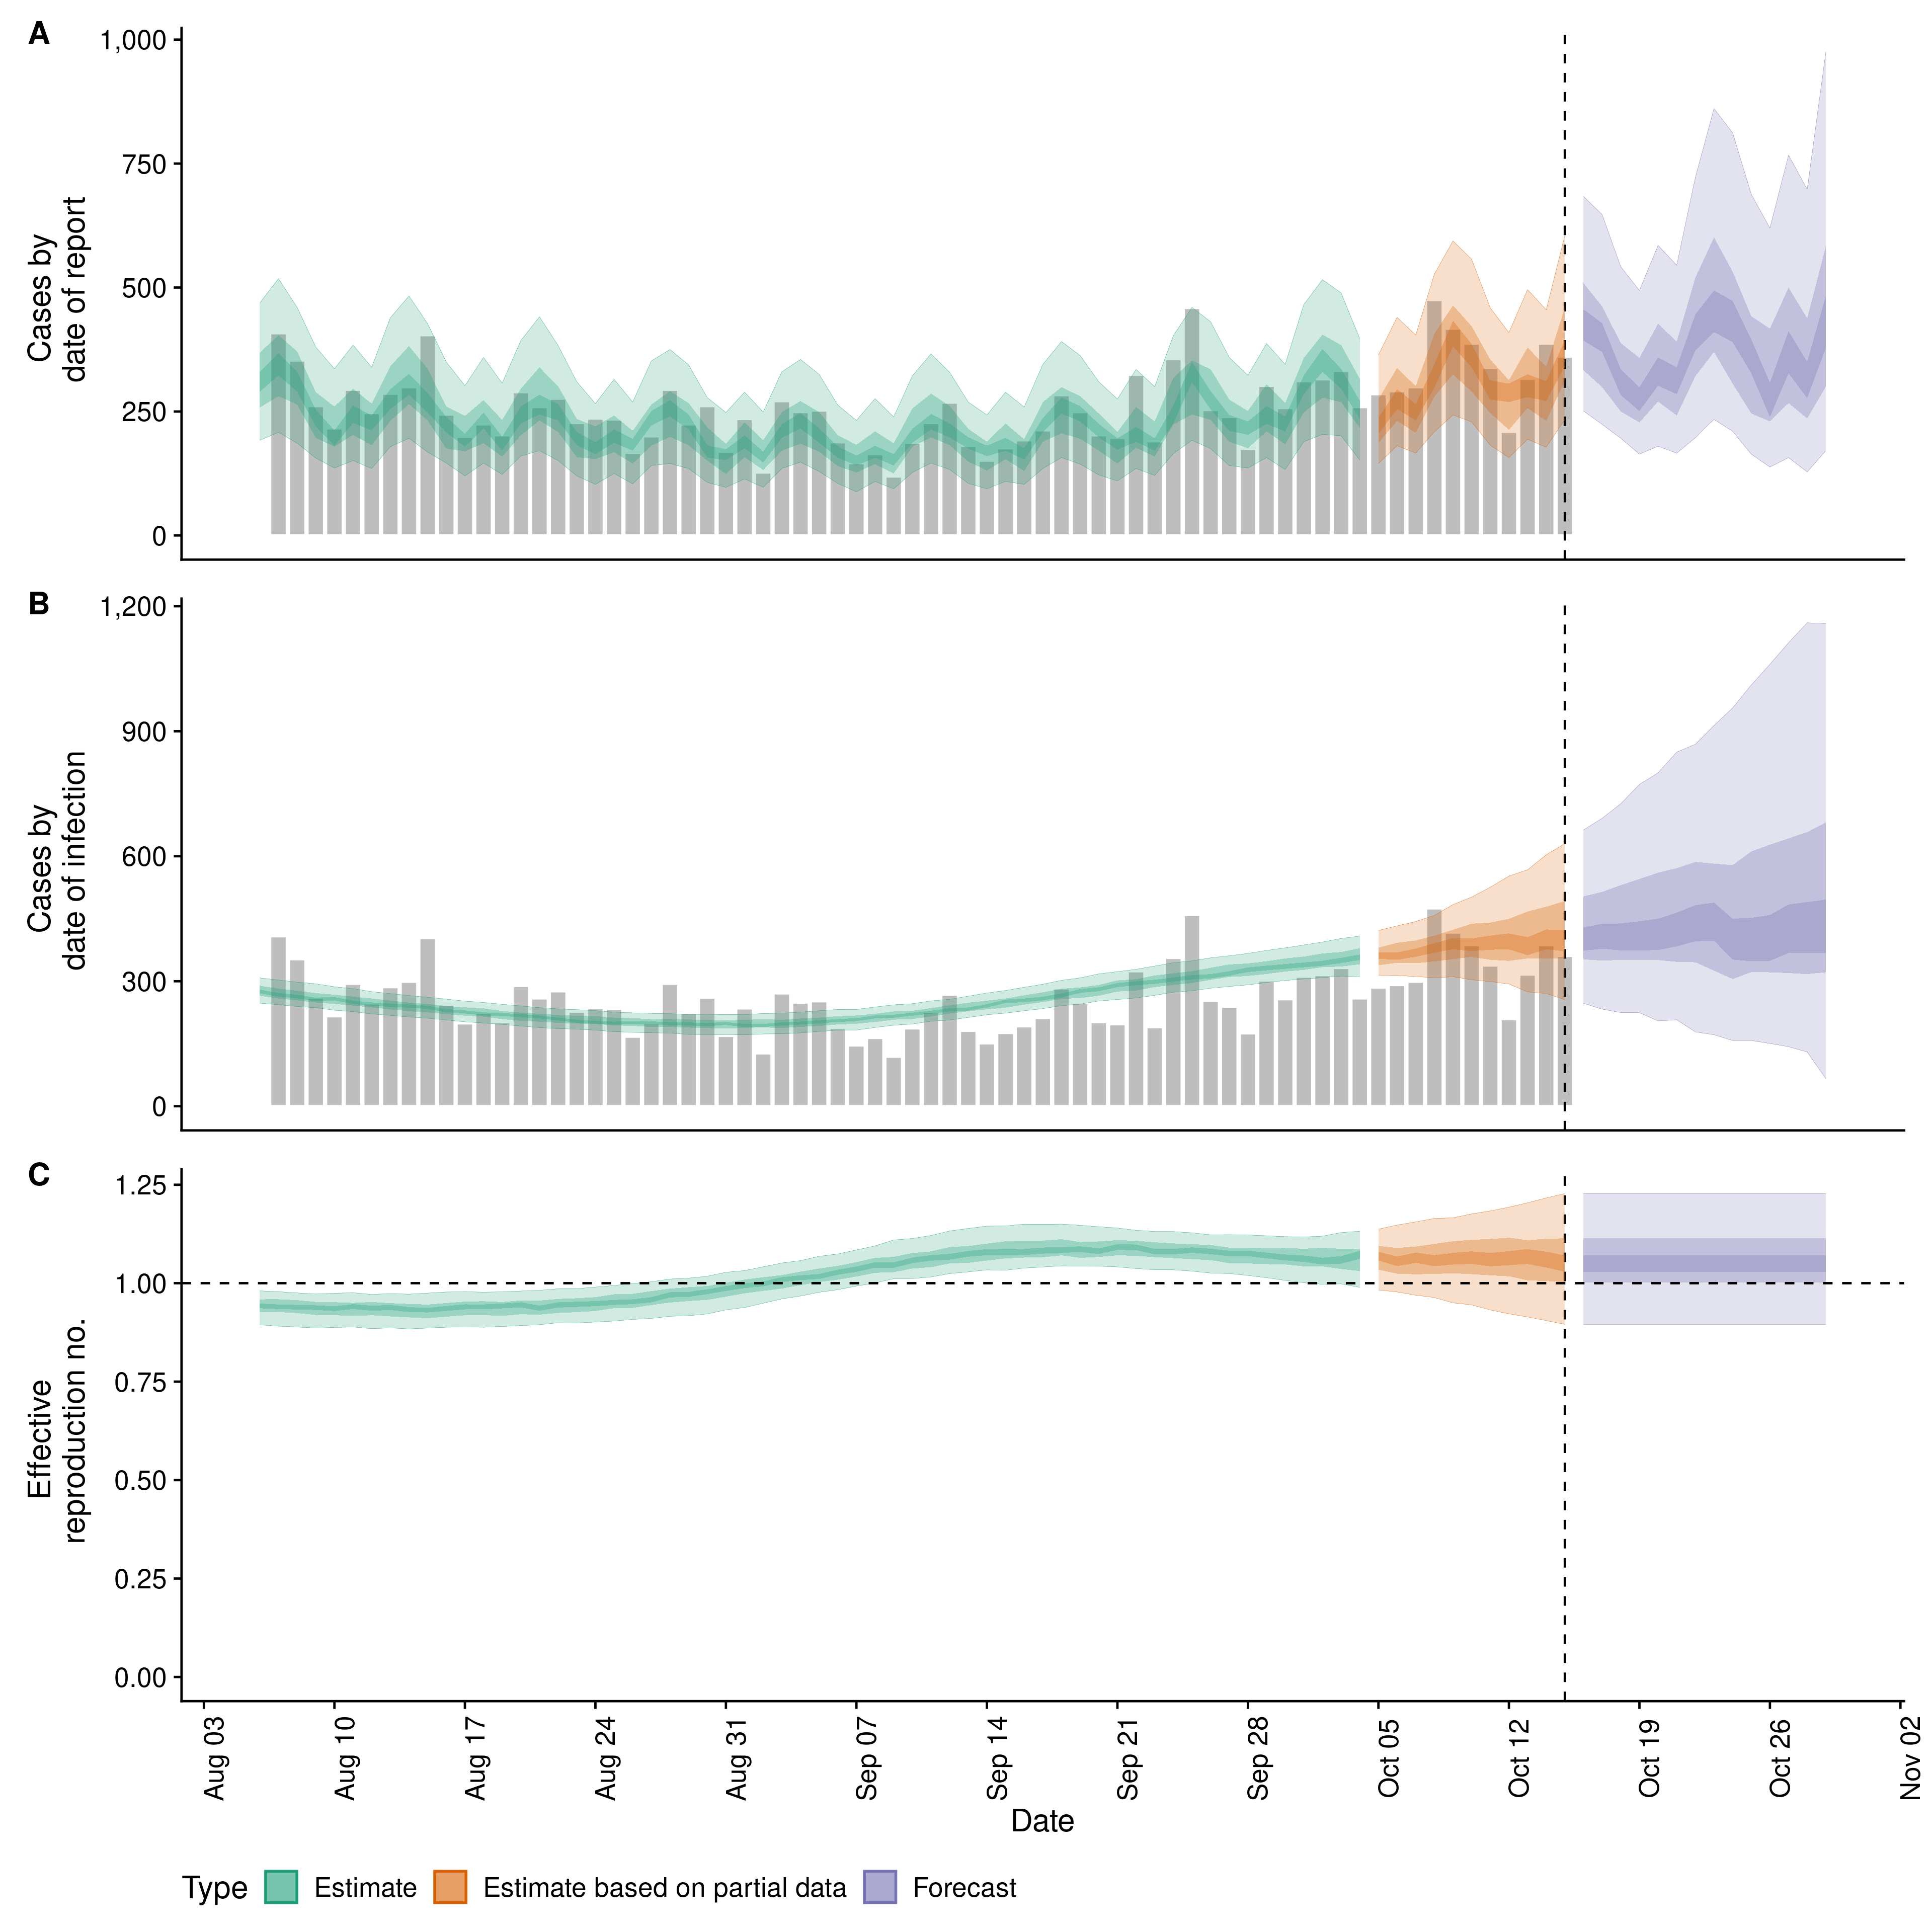 A
1,000
750
500
250
0
Cases by
date of report
B
1,200
900
600
300
0
Cases by
date of infection
C
1.25
1.00
0.75
0.50
0.25
0.00
Effective
reproduction no.
Aug 03
Aug 10
Aug 17
Aug 24
Aug 31
Sep 07
Sep 14
Sep 21
Sep 28
Oct 05
Oct 12
Oct 19
Oct 26
Nov 02
Date
Type Estimate Estimate based on partial data Forecast